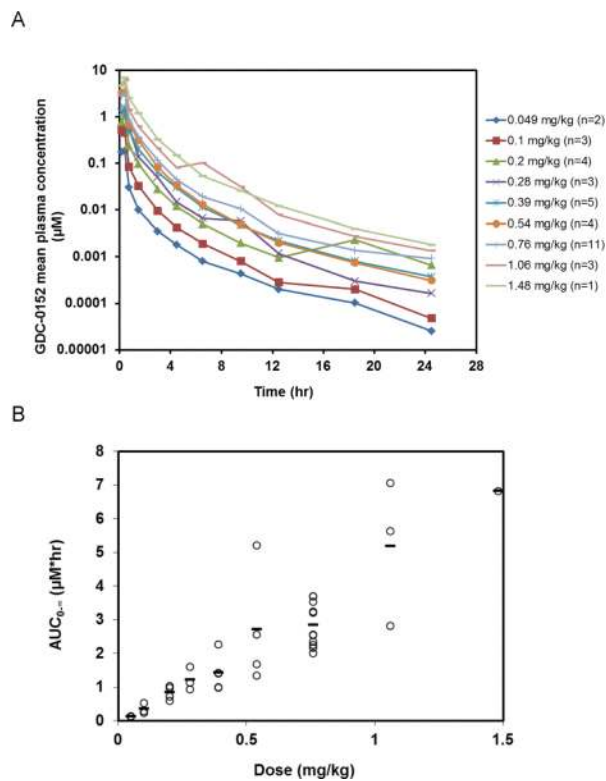 A
GDC-0152 mean plasma concentration
(µM)
10
1
0.1
0.01
0.001
0.0001
0.00001
0
4
8
12
16
20
24
28
Time (hr)
0.049 mg/kg (n=2)
0.1 mg/kg (n=3)
0.2 mg/kg (n=4)
0.28 mg/kg (n=3)
0.39 mg/kg (n=5)
0.54 mg/kg (n=4)
0.76 mg/kg (n=11)
1.06 mg/kg (n=3)
1.48 mg/kg (n=1)
B
AUC0-∞ (µM*hr)
8
7
6
5
4
3
2
1
0
0
0.5
1
1.5
Dose (mg/kg)